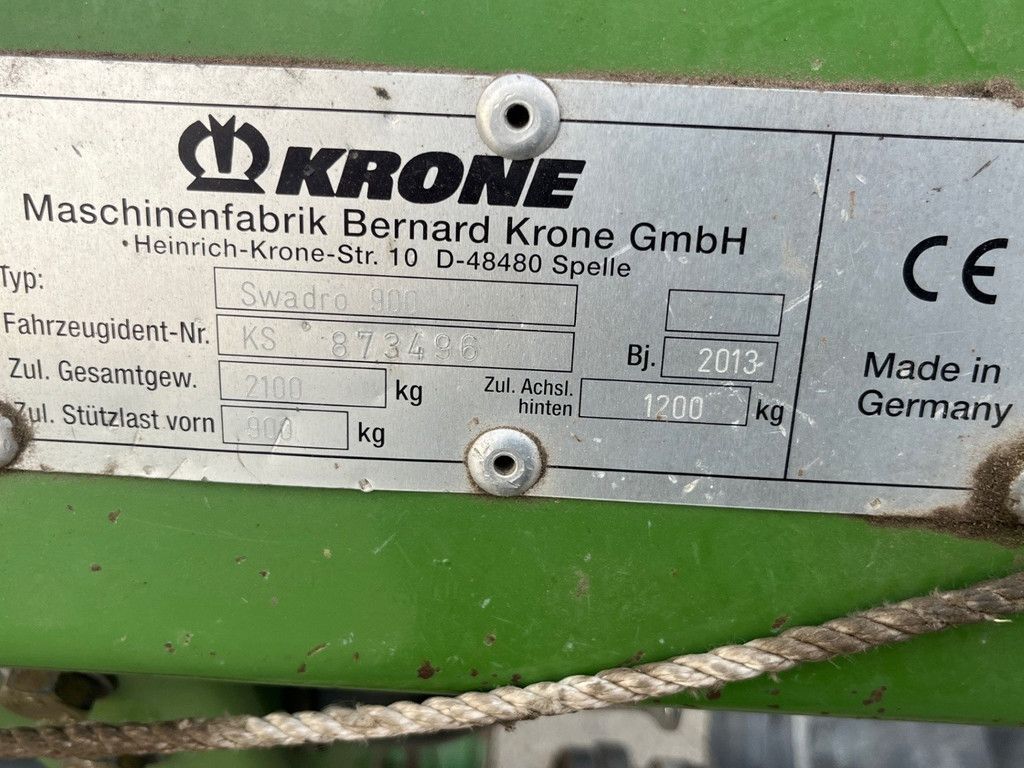 KRONE
Maschinenfabrik Bernard Krone GmbH
Heinrich-Krone-Str. 10 D-48480 Spelle
Typ: Swadro 900
Fahrzeugident-Nr. KS 873496
Bj. 2013
Zul. Gesamtgew. 2100 kg
Zul. Achsl. hinten 1200 kg
Zul. Stützlast vorn 900 kg
CE
Made in
Germany